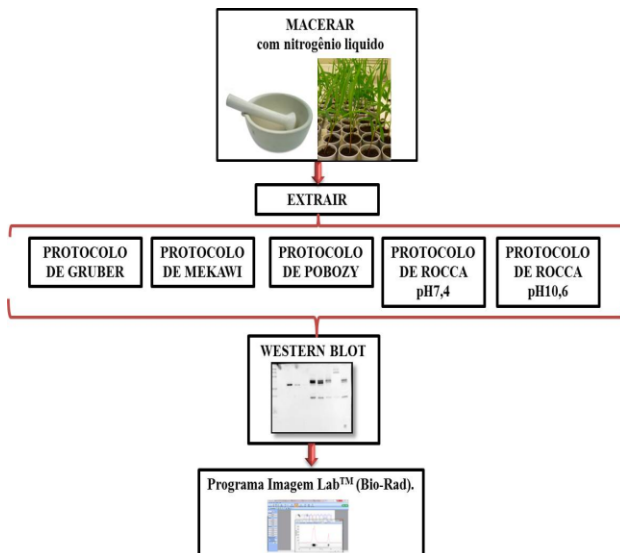 MACERAR
com nitrogênio liquido
EXTRAIR
PROTOCOLO
DE GRUBER
PROTOCOLO
DE MEKAWI
PROTOCOLO
DE POBOZY
PROTOCOLO
DE ROCCA
pH7,4
PROTOCOLO
DE ROCCA
pH10,6
WESTERN BLOT
Programa Imagem Lab™ (Bio-Rad).